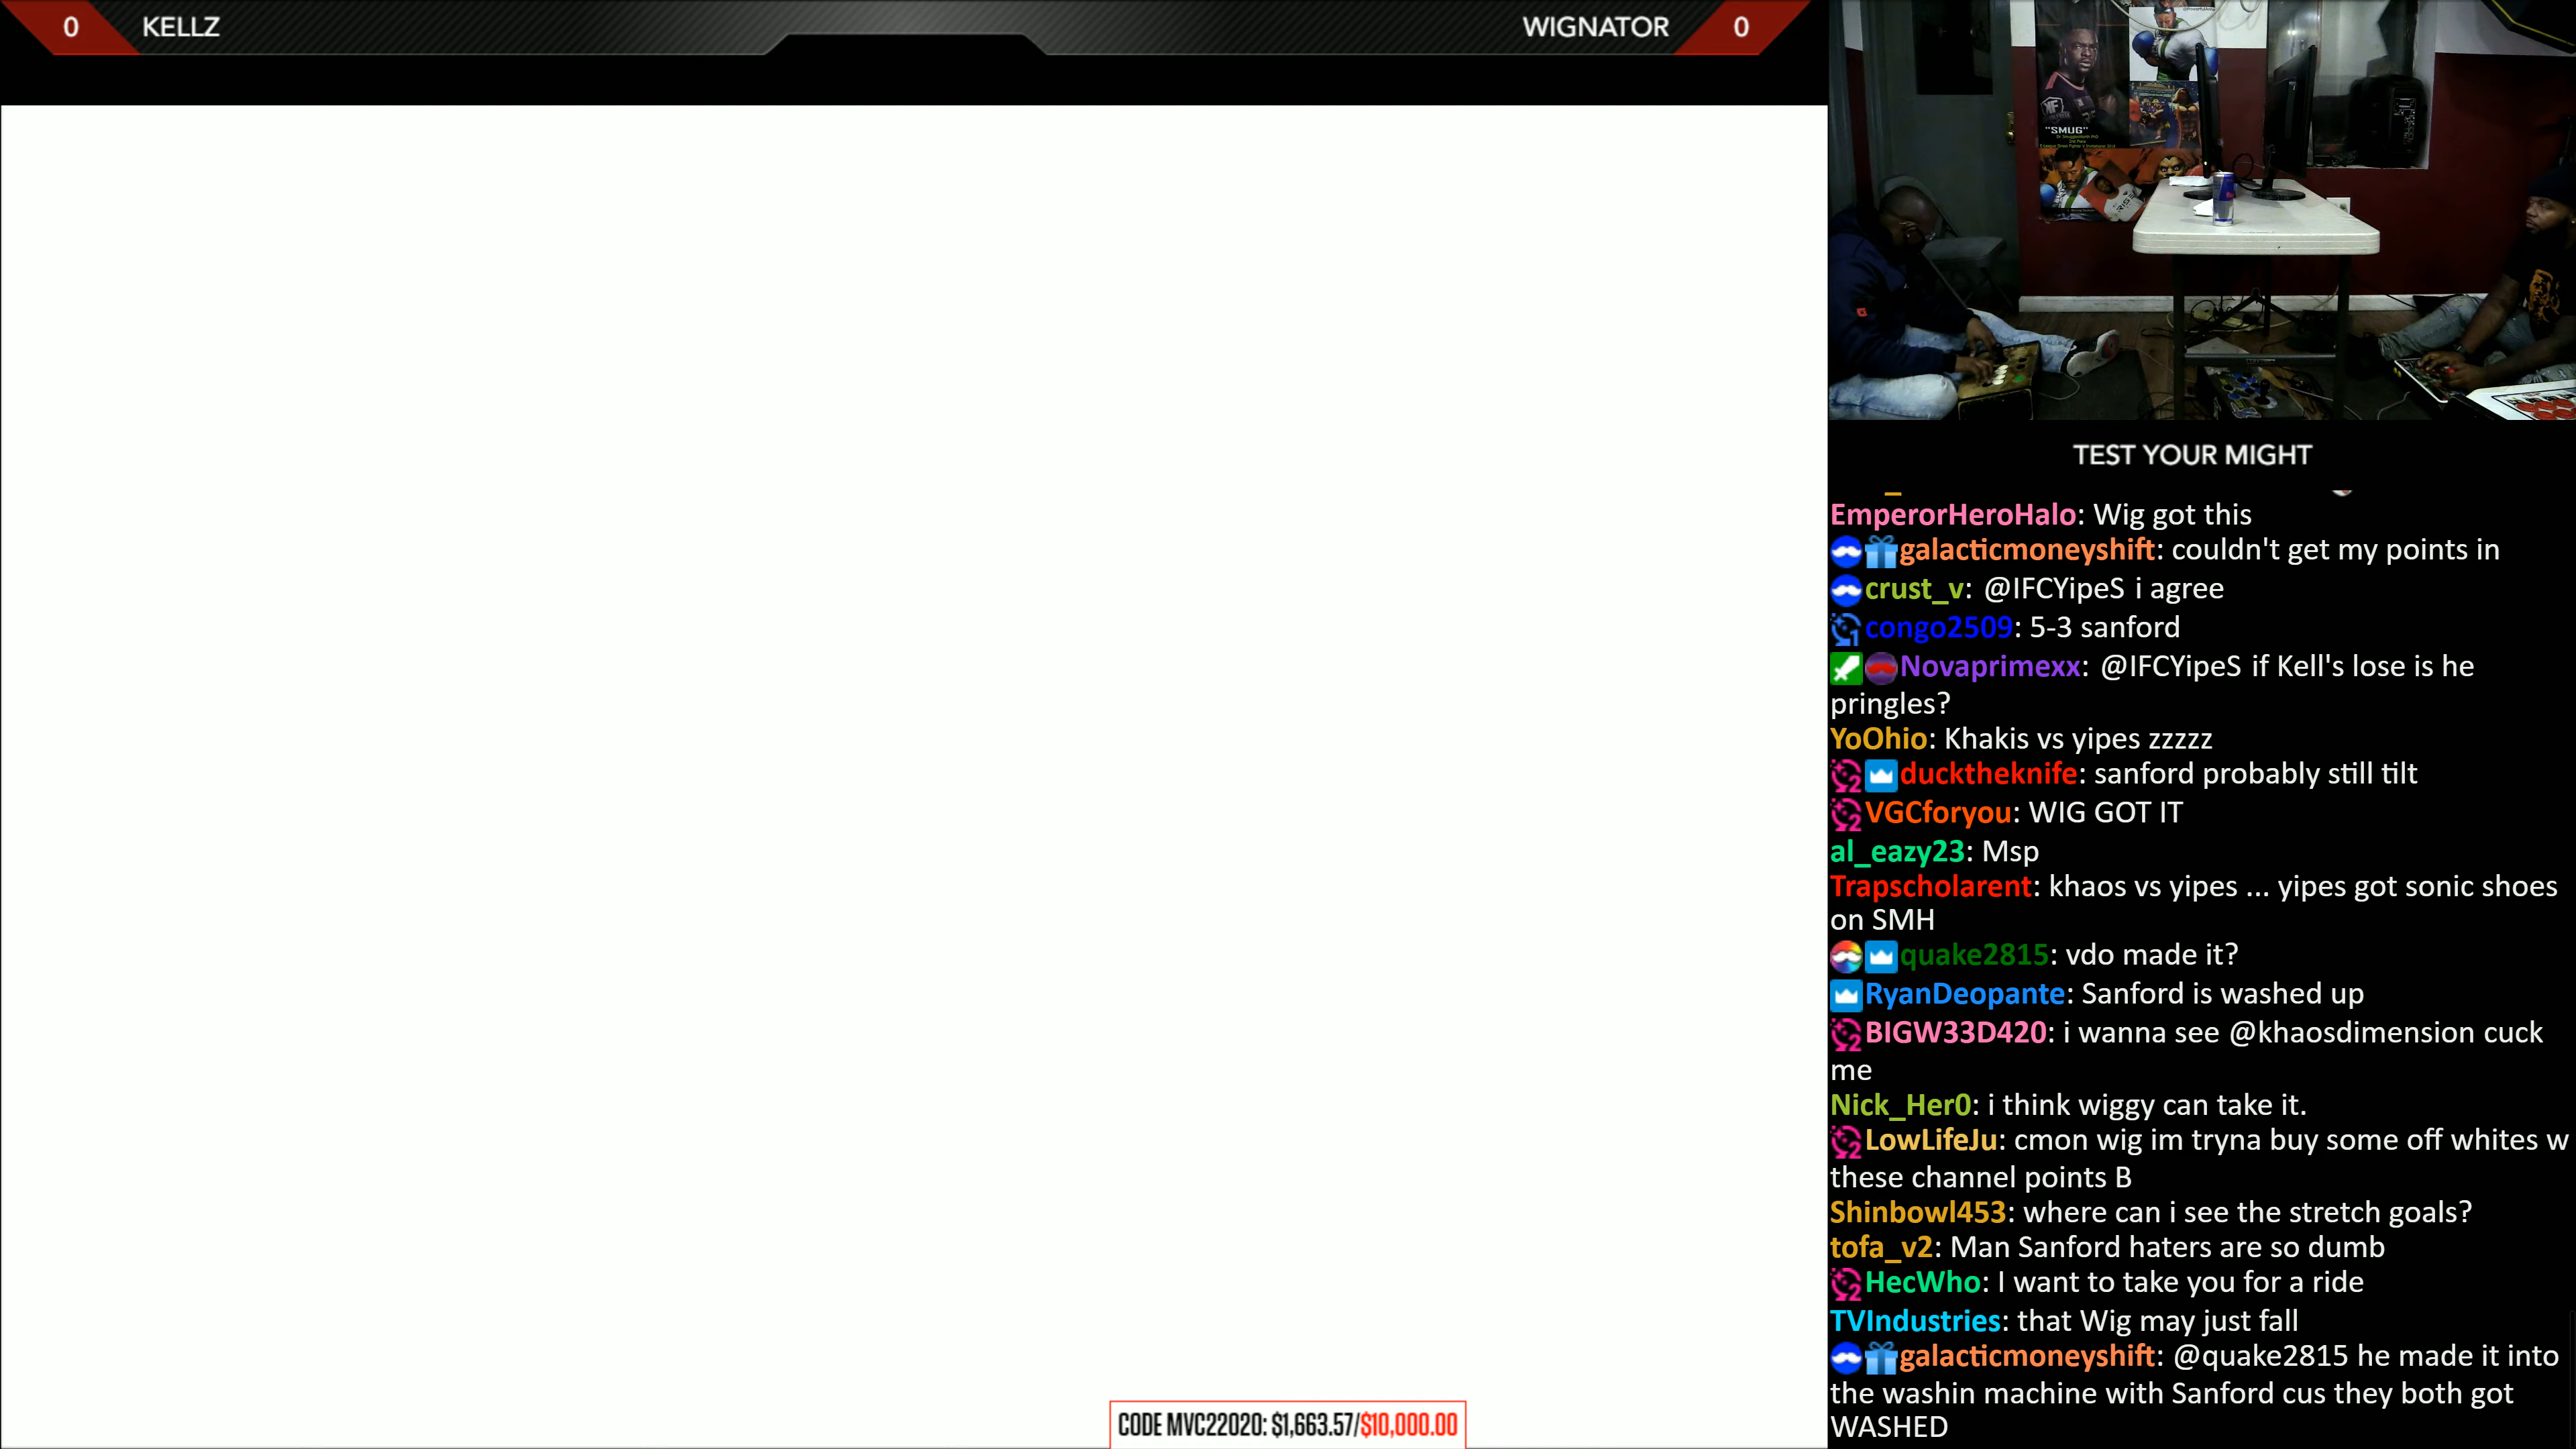 0 KELLZ WIGNATOR 0
"SMUG"
TEST YOUR MIGHT
EmperorHeroHalo: Wig got this
galacticmoneyshift: couldn't get my points in
crust_v: @IFCYipeS i agree
congo2509: 5-3 sanford
Novaprimexx: @IFCYipeS if Kell's lose is he
pringles?
YoOhio: Khakis vs yipes zzzzz
ducktheknife: sanford probably still tilt
VGCforyou: WIG GOT IT
al_eazy23: Msp
Trapscholarent: khaos vs yipes ... yipes got sonic shoes
on SMH
quake2815: vdo made it?
RyanDeopante: Sanford is washed up
BIGW33D420: i wanna see @khaosdimension cuck
me
Nick_Her0: i think wiggy can take it.
LowLifeJu: cmon wig im tryna buy some off whites w
these channel points B
Shinbowl453: where can i see the stretch goals?
tofa_v2: Man Sanford haters are so dumb
HecWho: I want to take you for a ride
TVIndustries: that Wig may just fall
galacticmoneyshift: @quake2815 he made it into
the washin machine with Sanford cus they both got
WASHED
CODE MVC22020: $1,663.57/$10,000.00